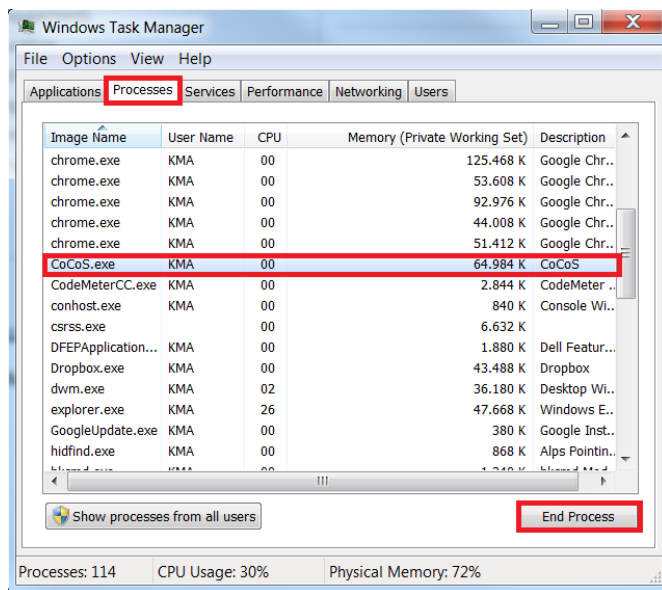 Windows Task Manager
File Options View Help
Applications Processes Services Performance Networking Users
Image Name User Name CPU Memory (Private Working Set) Description
chrome.exe KMA 00 125.468 K Google Chr...
chrome.exe KMA 00 53.608 K Google Chr...
chrome.exe KMA 00 92.976 K Google Chr...
chrome.exe KMA 00 44.008 K Google Chr...
chrome.exe KMA 00 51.412 K Google Chr...
CoCoS.exe KMA 00 64.984 K CoCoS
CodeMeterCC.exe KMA 00 2.844 K CodeMeter ...
conhost.exe KMA 00 840 K Console Wi...
csrss.exe 00 6.632 K
DFEPApplication... KMA 00 1.880 K Dell Featur...
Dropbox.exe KMA 00 43.488 K Dropbox
dwm.exe KMA 02 36.180 K Desktop Wi...
explorer.exe KMA 26 47.668 K Windows E...
GoogleUpdate.exe KMA 00 380 K Google Inst...
hidfind.exe KMA 00 868 K Alps Pointin...
Show processes from all users End Process
Processes: 114 CPU Usage: 30% Physical Memory: 72%